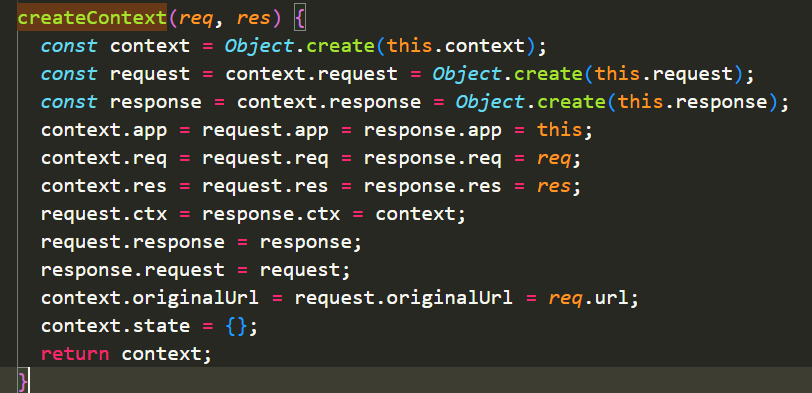 createContext(req, res) {
const context = Object.create(this.context);
const request = context.request = Object.create(this.request);
const response = context.response = Object.create(this.response);
context.app = request.app = response.app = this;
context.req = request.req = response.req = req;
context.res = request.res = response.res = res;
request.ctx = response.ctx = context;
request.response = response;
response.request = request;
context.originalUrl = request.originalUrl = req.url;
context.state = {};
return context;
}